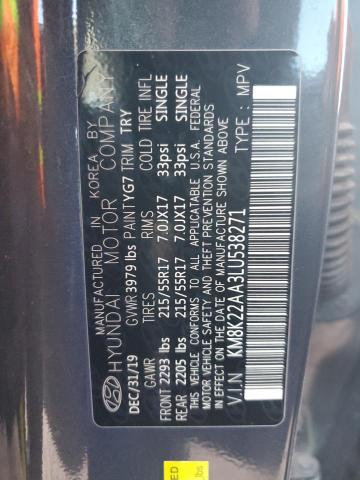 MANUFACTURED IN KOREA BY
HYUNDAI MOTOR COMPANY
DEC/31/19 GVWR 3979 lbs PAINT YG7 TRIM TRY
GAWR TIRES RIMS COLD TIRE INFL
FRONT 2293 lbs 215/55R17 7.0JX17 33psi SINGLE
REAR 2205 lbs 215/55R17 7.0JX17 33psi SINGLE
THIS VEHICLE CONFORMS TO ALL APPLICABLE U.S.A. FEDERAL
MOTOR VEHICLE SAFETY, BUMPER, AND THEFT PREVENTION STANDARDS
IN EFFECT ON THE DATE OF MANUFACTURE SHOWN ABOVE.
V.I.N KM8K22AA3LU538271 TYPE : MPV
lbs